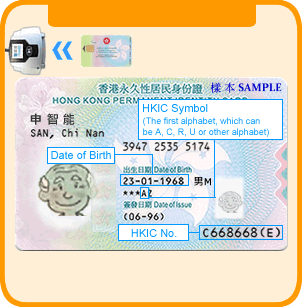 香港永久性居民身份證 樣本 SAMPLE
HONG KONG PERMANENT IDENTITY CARD
申智能
SAN, Chi Nan
HKIC Symbol
(The first alphabet, which can
be A, C, R, U or other alphabet)
3947 2535 5174
Date of Birth
出生日期 Date of Birth
23-01-1968 男M
***AZ
簽發日期 Date of Issue
(06-96)
HKIC No.
C668668(E)